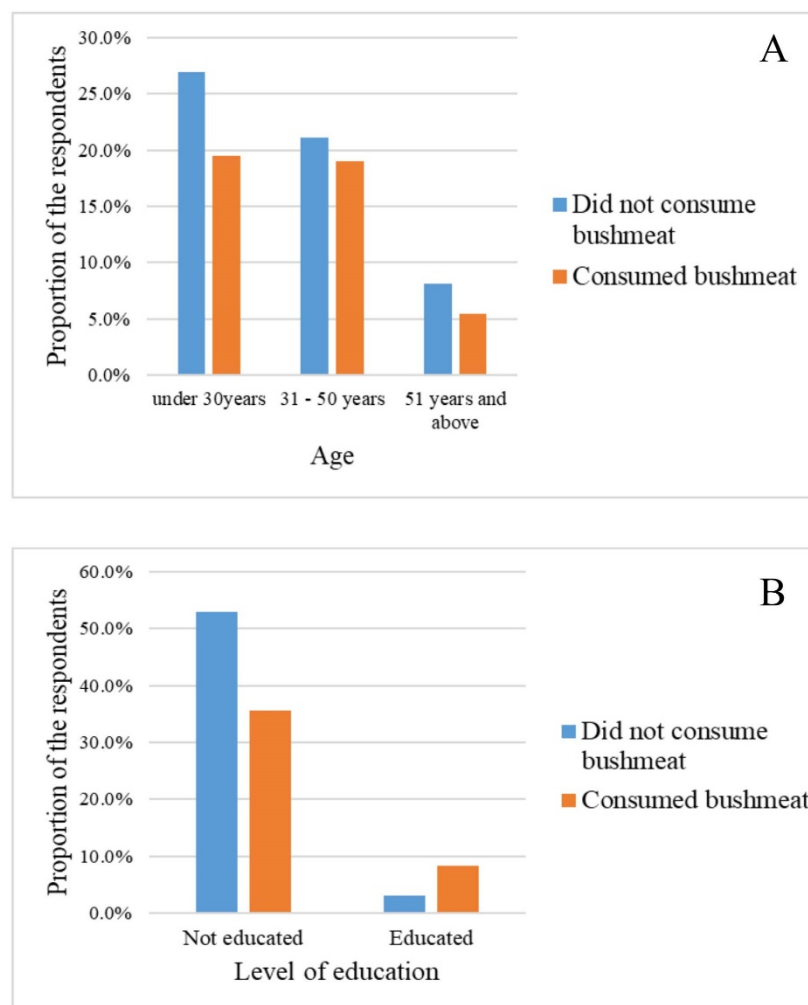 A
30.0%
25.0%
20.0%
15.0%
10.0%
5.0%
0.0%
Proportion of the respondents
under 30years
31 - 50 years
51 years and
above
Age
Did not consume
bushmeat
Consumed bushmeat
B
60.0%
50.0%
40.0%
30.0%
20.0%
10.0%
0.0%
Proportion of the respondents
Not educated
Educated
Level of education
Did not consume
bushmeat
Consumed bushmeat